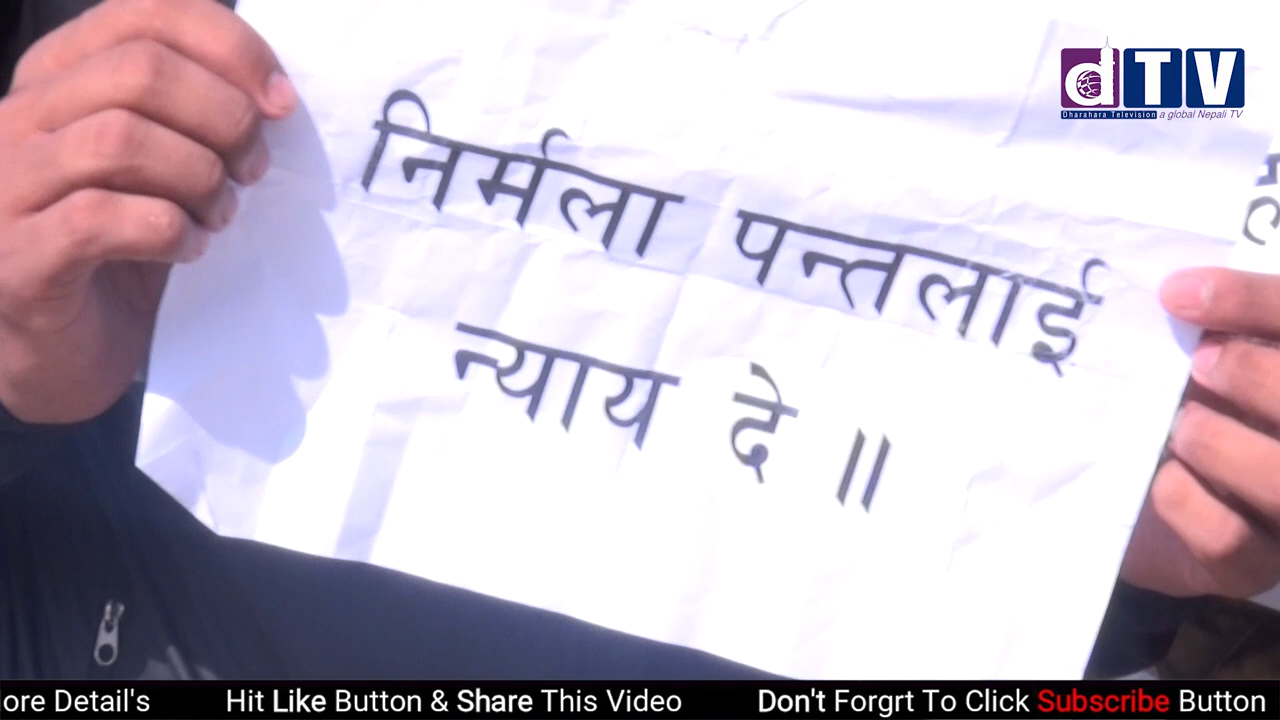 dTV
Dharahara Television a global Nepali TV
निर्मला पन्तलाई
न्याय दे ॥
ore Detail's Hit Like Button & Share This Video Don't Forgrt To Click Subscribe Button